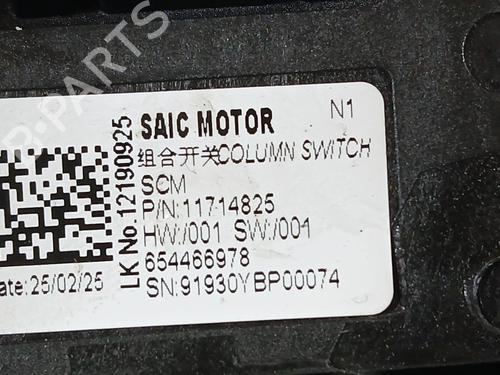 SAIC MOTOR N1
组合开关COLUMN SWITCH
SCM
P/N:11714825
HW:/001 SW:/001
654466978
SN:91930YBP00074
LK No. 12190925
ate:25/02/25
R-PARTS